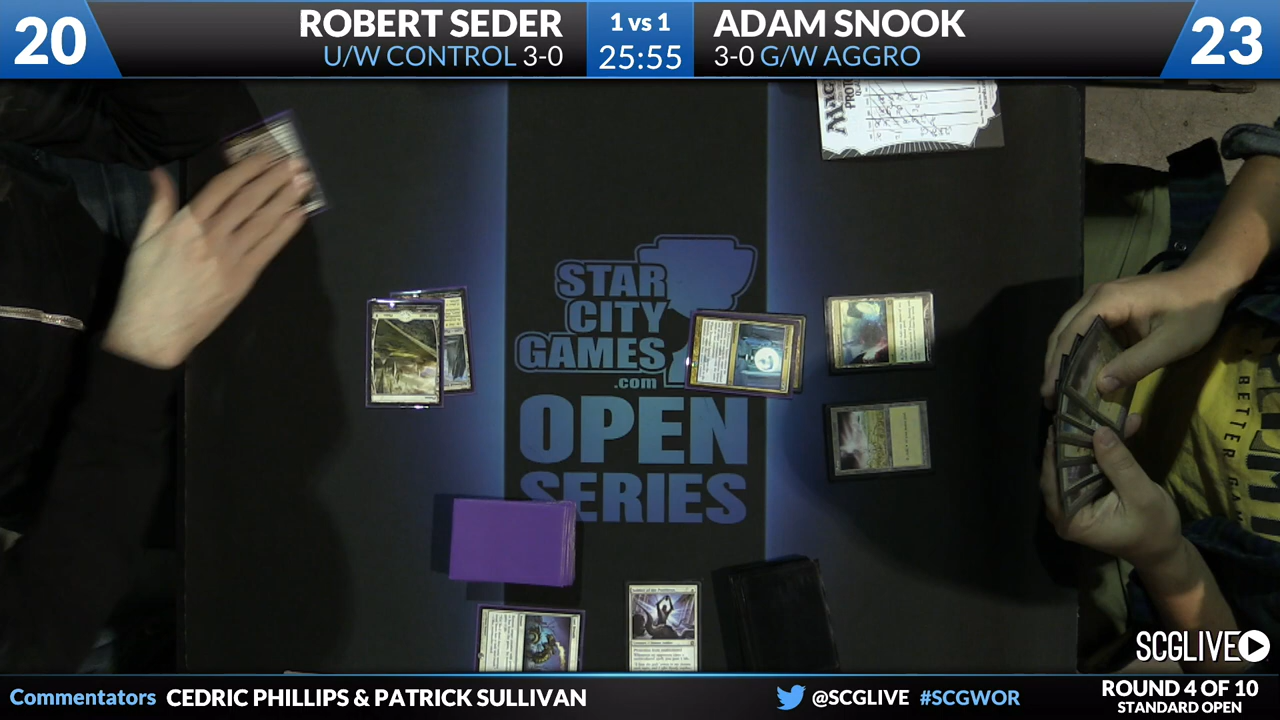 20
ROBERT SEDER
U/W CONTROL 3-0
1 vs 1
25:55
ADAM SNOOK
3-0 G/W AGGRO
23
STAR
CITY
GAMES
.com
OPEN
SERIES
BETTER
SCGLIVE
Commentators CEDRIC PHILLIPS & PATRICK SULLIVAN
@SCGLIVE #SCGWOR
ROUND 4 OF 10
STANDARD OPEN